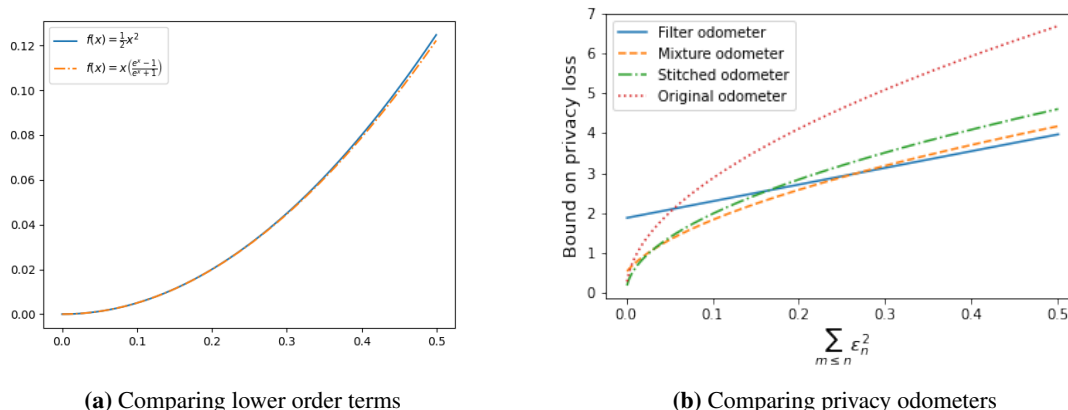 f(x) = 1/2 x²
f(x) = x(eˣ − 1 / eˣ + 1)
0.12
0.10
0.08
0.06
0.04
0.02
0.00
0.0 0.1 0.2 0.3 0.4 0.5
(a) Comparing lower order terms
Filter odometer
Mixture odometer
Stitched odometer
Original odometer
Bound on privacy loss
7
6
5
4
3
2
1
0
0.0 0.1 0.2 0.3 0.4 0.5
∑ εₙ²
m ≤ n
(b) Comparing privacy odometers